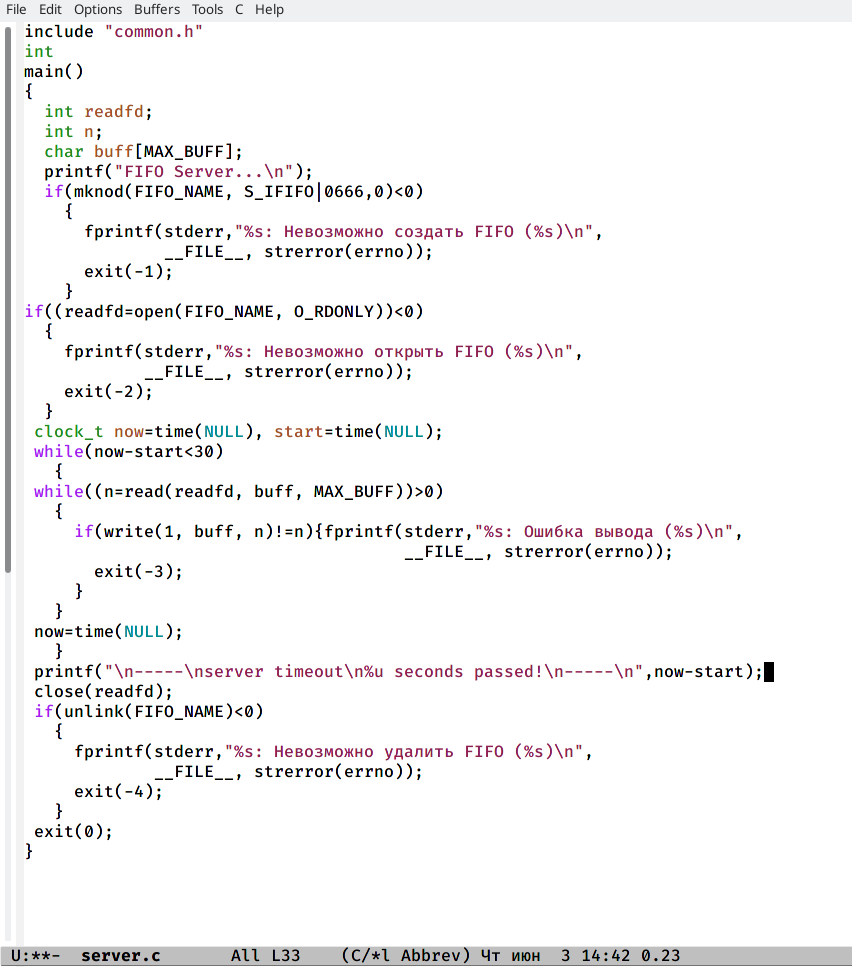 File Edit Options Buffers Tools C Help
include "common.h"
int
main()
{
  int readfd;
  int n;
  char buff[MAX_BUFF];
  printf("FIFO Server...\n");
  if(mknod(FIFO_NAME, S_IFIFO|0666,0)<0)
    {
      fprintf(stderr,"%s: Невозможно создать FIFO (%s)\n",
              __FILE__, strerror(errno));
      exit(-1);
    }
if((readfd=open(FIFO_NAME, O_RDONLY))<0)
  {
    fprintf(stderr,"%s: Невозможно открыть FIFO (%s)\n",
            __FILE__, strerror(errno));
    exit(-2);
  }
 clock_t now=time(NULL), start=time(NULL);
 while(now-start<30)
   {
 while((n=read(readfd, buff, MAX_BUFF))>0)
   {
     if(write(1, buff, n)!=n){fprintf(stderr,"%s: Ошибка вывода (%s)\n",
                                      __FILE__, strerror(errno));
       exit(-3);
     }
   }
 now=time(NULL);
   }
 printf("\n-----\nserver timeout\n%u seconds passed!\n-----\n",now-start);
 close(readfd);
 if(unlink(FIFO_NAME)<0)
   {
     fprintf(stderr,"%s: Невозможно удалить FIFO (%s)\n",
             __FILE__, strerror(errno));
     exit(-4);
   }
 exit(0);
}
U:**-  server.c       All L33    (C/*l Abbrev) Чт июн  3 14:42 0.23